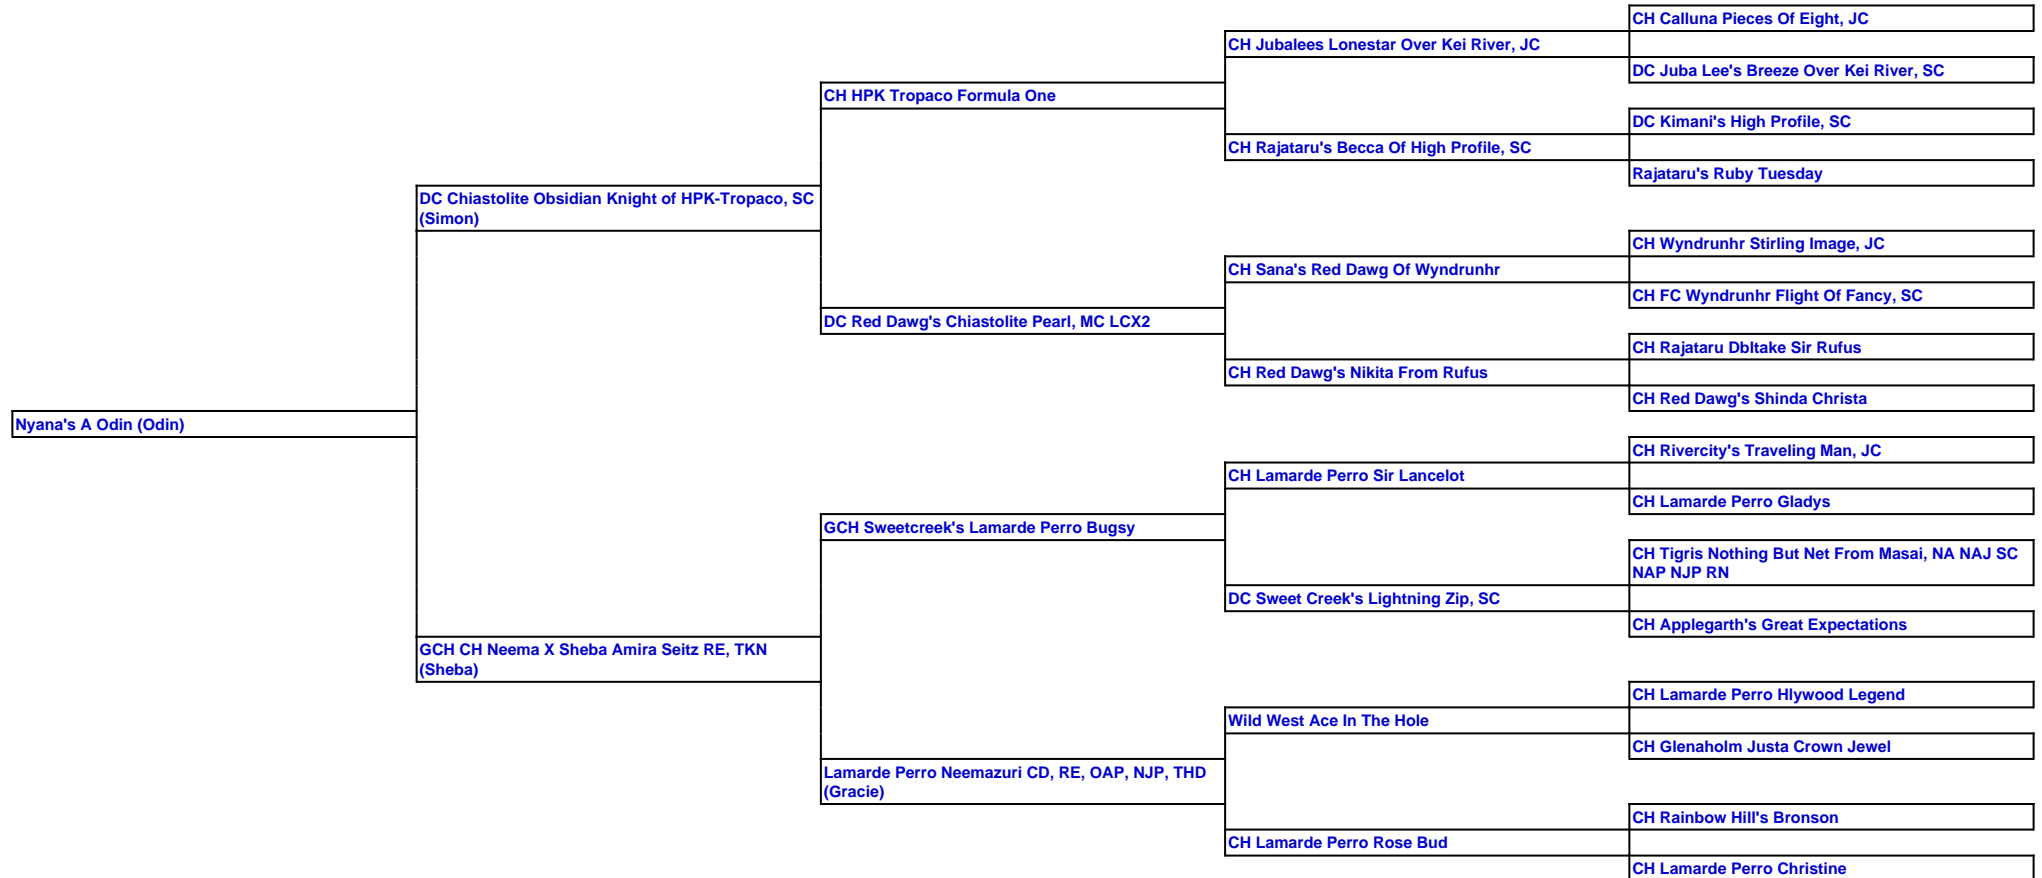 CH Calluna Pieces Of Eight, JC
CH Jubalees Lonestar Over Kei River, JC
DC Juba Lee's Breeze Over Kei River, SC
CH HPK Tropaco Formula One
DC Kimani's High Profile, SC
CH Rajataru's Becca Of High Profile, SC
Rajataru's Ruby Tuesday
DC Chiastolite Obsidian Knight of HPK-Tropaco, SC
(Simon)
CH Wyndrunhr Stirling Image, JC
CH Sana's Red Dawg Of Wyndrunhr
CH FC Wyndrunhr Flight Of Fancy, SC
DC Red Dawg's Chiastolite Pearl, MC LCX2
CH Rajataru Dbltake Sir Rufus
CH Red Dawg's Nikita From Rufus
CH Red Dawg's Shinda Christa
Nyana's A Odin (Odin)
CH Rivercity's Traveling Man, JC
CH Lamarde Perro Sir Lancelot
CH Lamarde Perro Gladys
GCH Sweetcreek's Lamarde Perro Bugsy
CH Tigris Nothing But Net From Masai, NA NAJ SC
NAP NJP RN
DC Sweet Creek's Lightning Zip, SC
CH Applegarth's Great Expectations
GCH CH Neema X Sheba Amira Seitz RE, TKN
(Sheba)
CH Lamarde Perro Hlywood Legend
Wild West Ace In The Hole
CH Glenaholm Justa Crown Jewel
Lamarde Perro Neemazuri CD, RE, OAP, NJP, THD
(Gracie)
CH Rainbow Hill's Bronson
CH Lamarde Perro Rose Bud
CH Lamarde Perro Christine